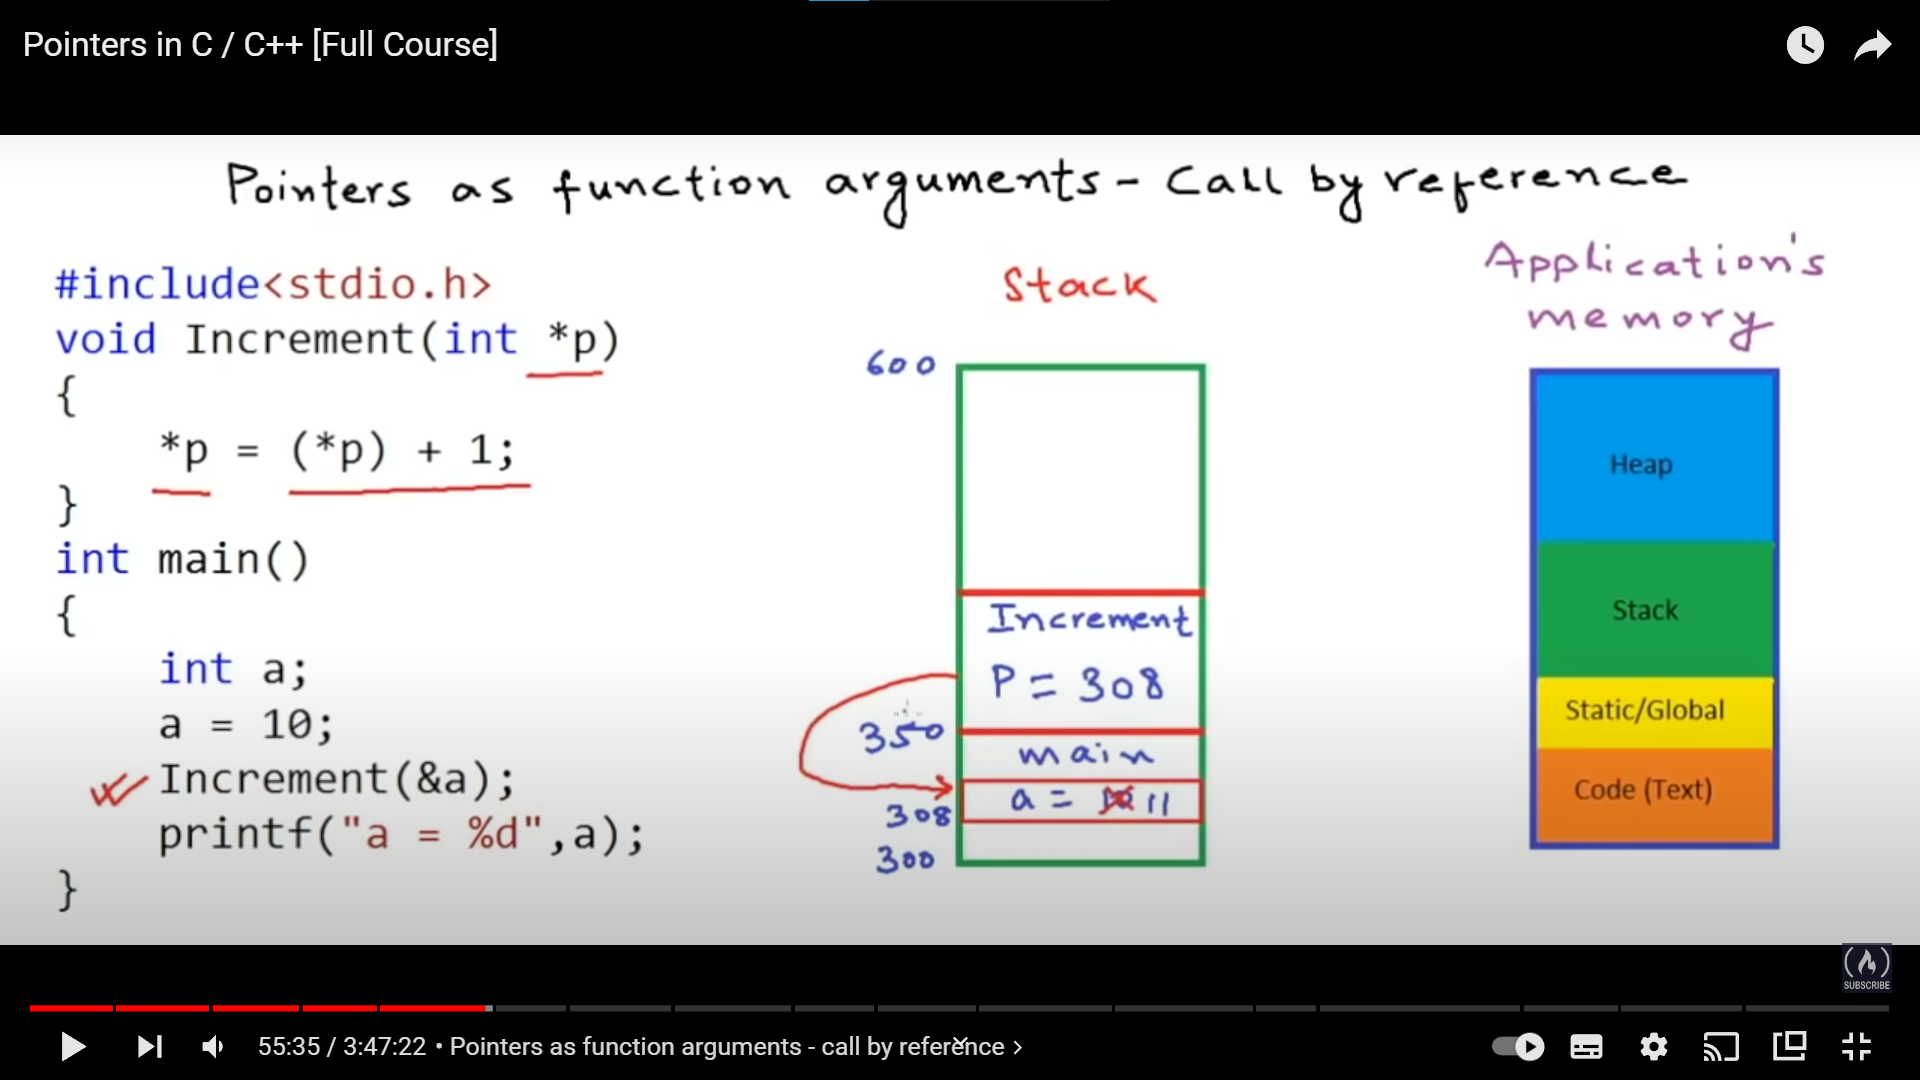 Pointers in C / C++ [Full Course]
Pointers as function arguments - Call by reference
#include<stdio.h>
void Increment(int *p)
{
*p = (*p) + 1;
}
int main()
{
int a;
a = 10;
Increment(&a);
printf("a = %d",a);
}
Stack
600
Increment
P = 308
350
main
a = 10 11
308
300
Application's
memory
Heap
Stack
Static/Global
Code (Text)
SUBSCRIBE
55:35 / 3:47:22 • Pointers as function arguments - call by reference >